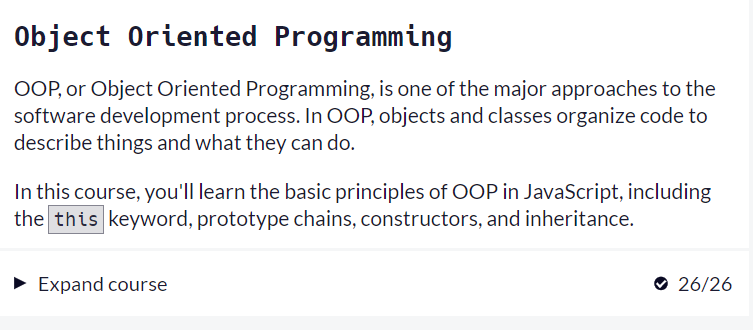 Object Oriented Programming
OOP, or Object Oriented Programming, is one of the major approaches to the
software development process. In OOP, objects and classes organize code to
describe things and what they can do.
In this course, you'll learn the basic principles of OOP in JavaScript, including
the this keyword, prototype chains, constructors, and inheritance.
Expand course 26/26